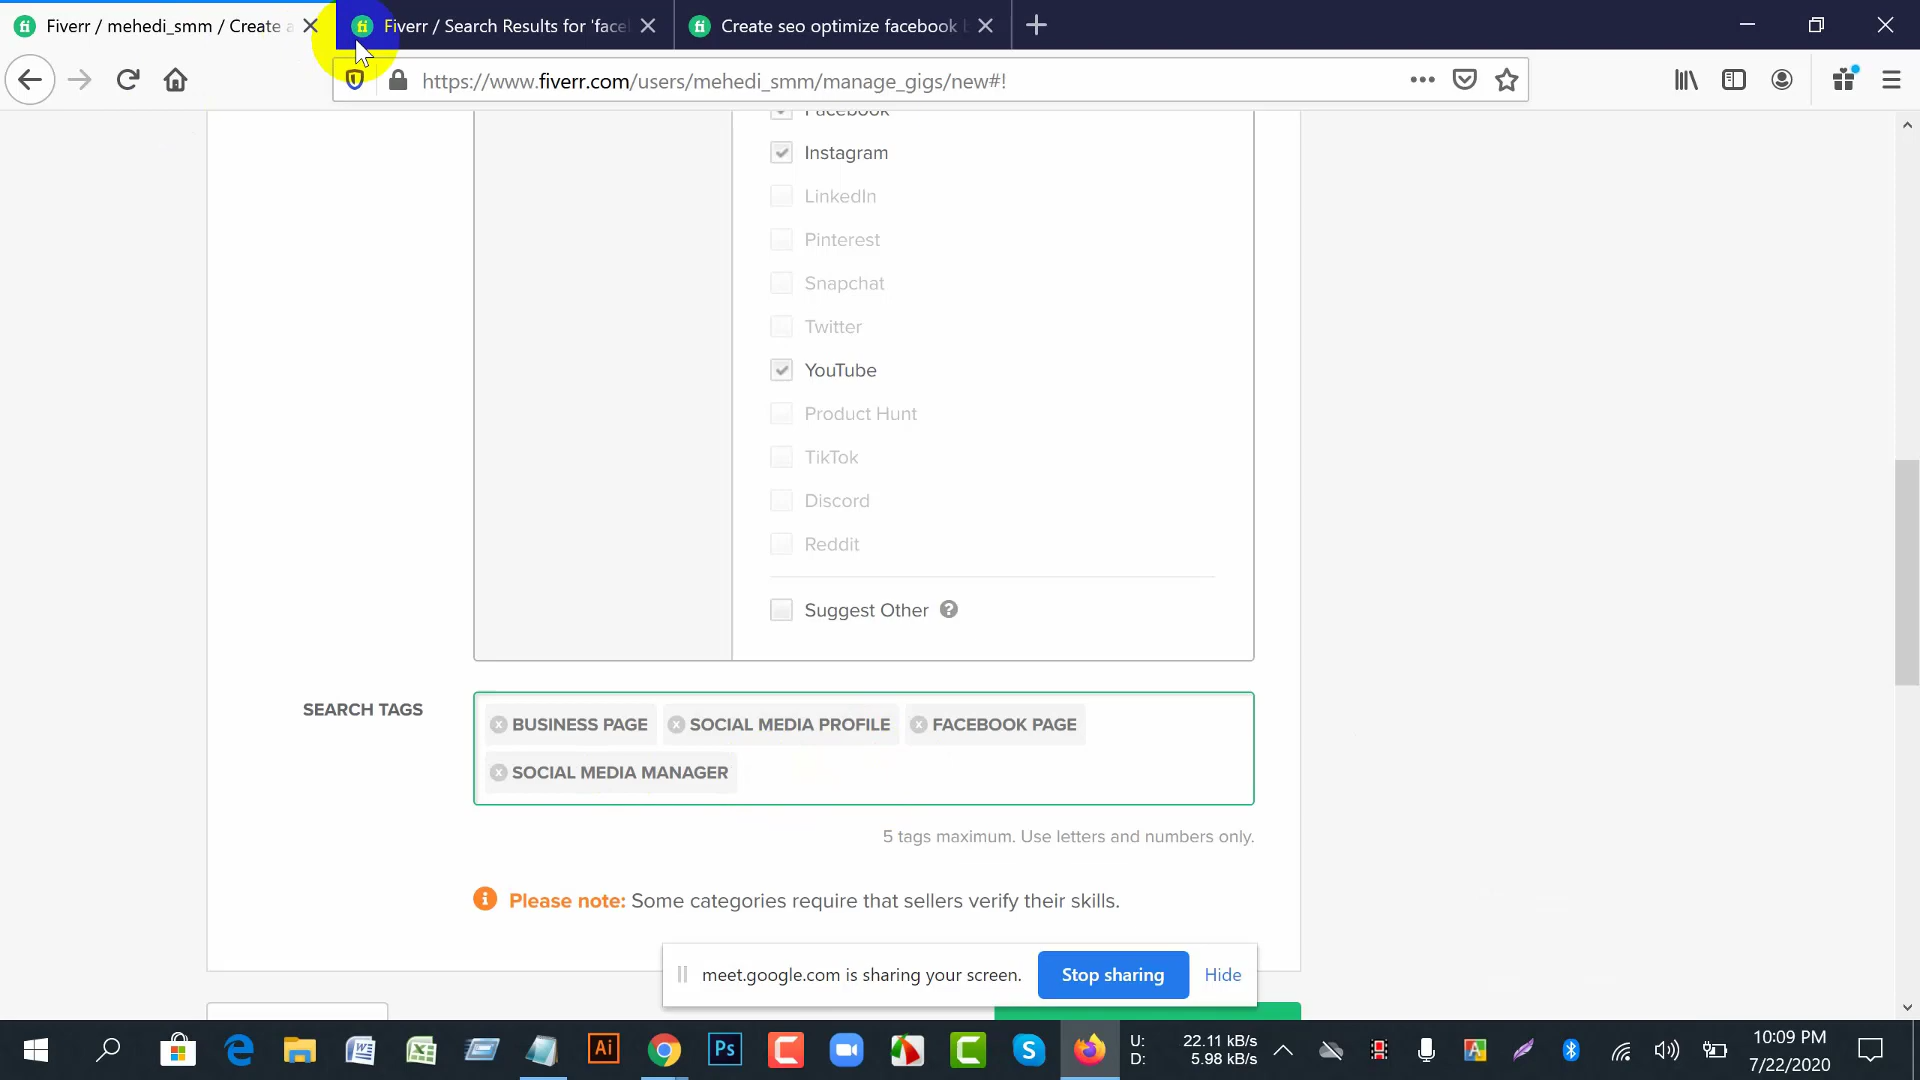 Fiverr / mehedi_smm / Create a
Fiverr / Search Results for 'face
Create seo optimize facebook b
https://www.fiverr.com/users/mehedi_smm/manage_gigs/new#!
Facebook
Instagram
LinkedIn
Pinterest
Snapchat
Twitter
YouTube
Product Hunt
TikTok
Discord
Reddit
Suggest Other
SEARCH TAGS
BUSINESS PAGE SOCIAL MEDIA PROFILE FACEBOOK PAGE
SOCIAL MEDIA MANAGER
5 tags maximum. Use letters and numbers only.
Please note: Some categories require that sellers verify their skills.
meet.google.com is sharing your screen. Stop sharing Hide
U: 22.11 kB/s
D: 5.98 kB/s
10:09 PM
7/22/2020